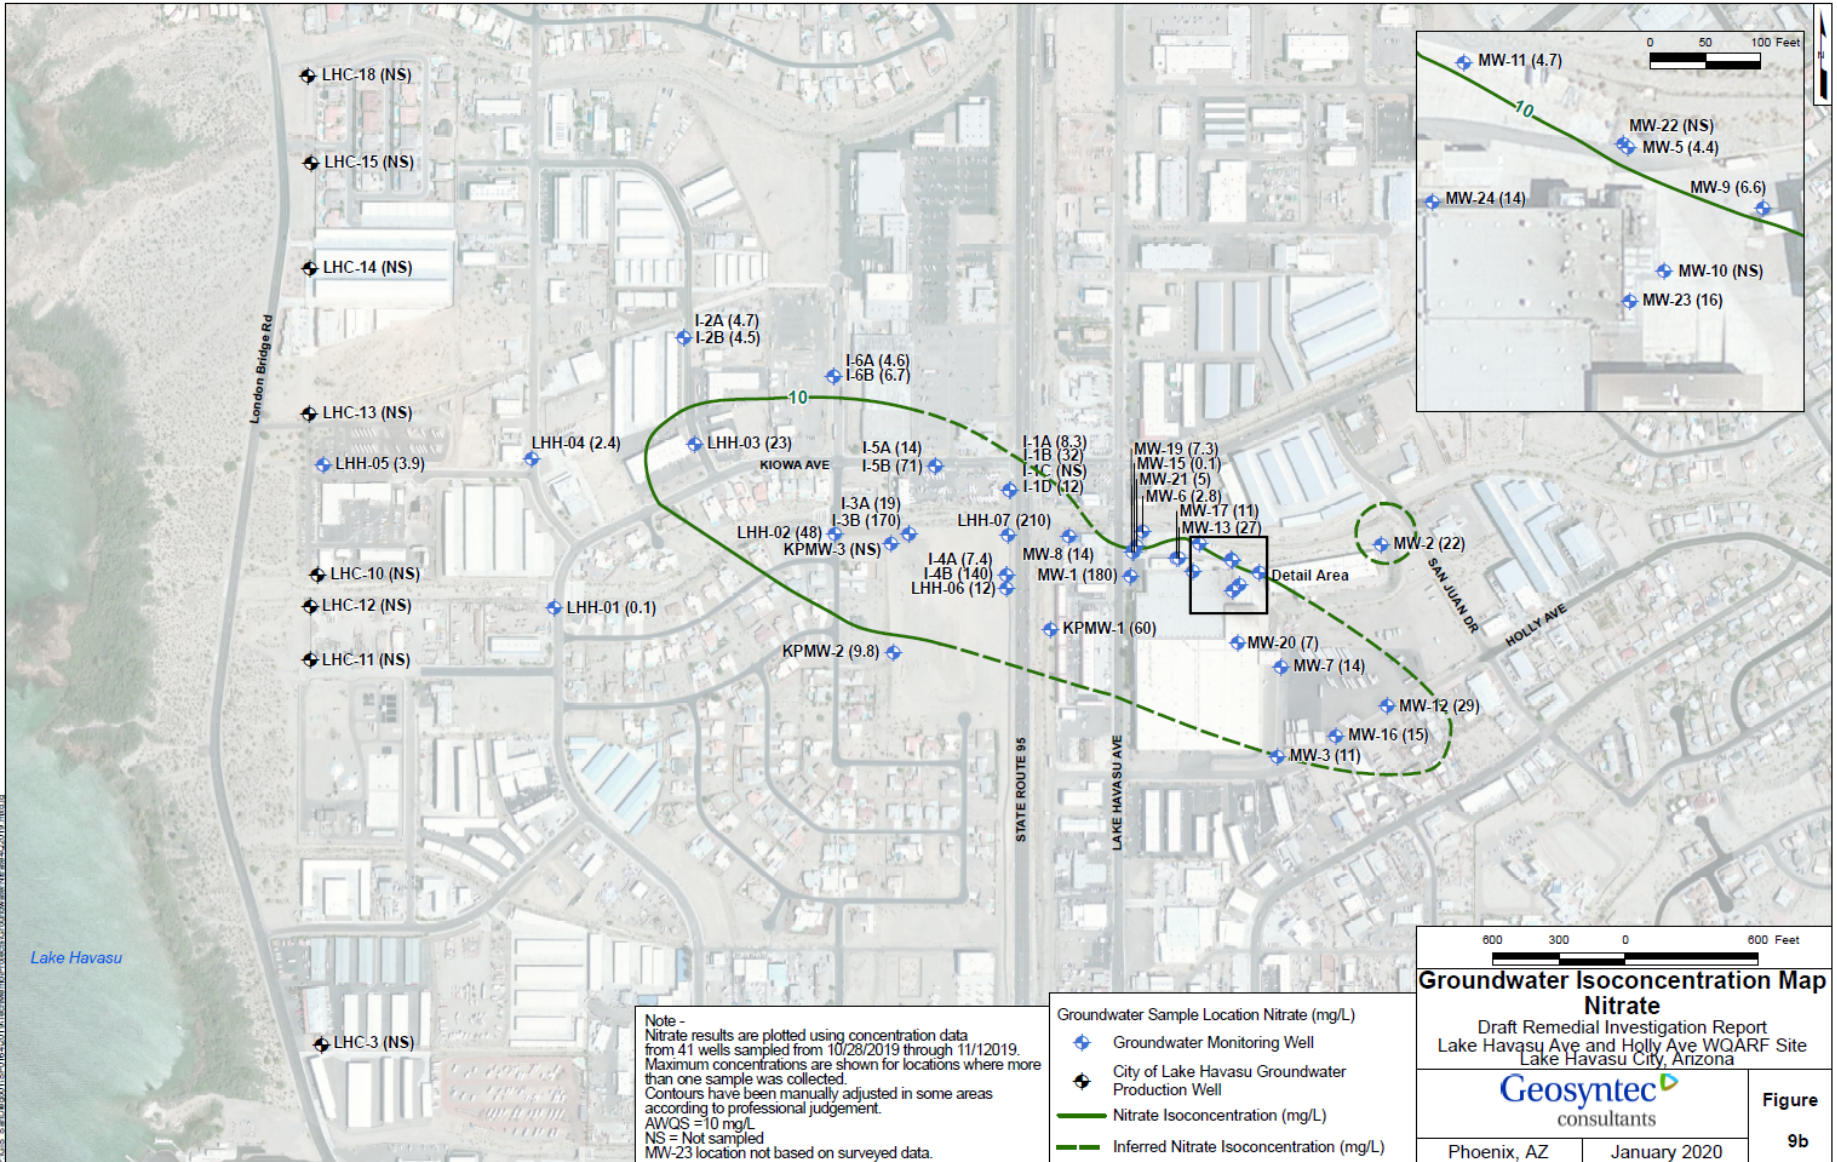 LHC-18 (NS)
LHC-15 (NS)
LHC-14 (NS)
London Bridge Rd
LHC-13 (NS)
LHH-05 (3.9)
LHH-04 (2.4)
LHC-10 (NS)
LHC-12 (NS)
LHC-11 (NS)
LHH-01 (0.1)
LHC-3 (NS)
Lake Havasu
I-2A (4.7)
I-2B (4.5)
I-6A (4.6)
I-6B (6.7)
10
LHH-03 (23)
KIOWA AVE
I-5A (14)
I-5B (71)
I-3A (19)
I-3B (170)
LHH-02 (48)
KPMW-3 (NS)
I-1A (8.3)
I-1B (32)
I-1C (NS)
I-1D (12)
LHH-07 (210)
I-4A (7.4)
I-4B (140)
LHH-06 (12)
MW-8 (14)
MW-1 (180)
KPMW-1 (60)
KPMW-2 (9.8)
MW-19 (7.3)
MW-15 (0.1)
MW-21 (5)
MW-6 (2.8)
MW-17 (11)
MW-13 (27)
Detail Area
MW-2 (22)
SAN JUAN DR
HOLLY AVE
MW-20 (7)
MW-7 (14)
MW-12 (29)
MW-16 (15)
MW-3 (11)
STATE ROUTE 95
LAKE HAVASU AVE
0 50 100 Feet
MW-11 (4.7)
10
MW-22 (NS)
MW-5 (4.4)
MW-9 (6.6)
MW-24 (14)
MW-10 (NS)
MW-23 (16)
N
Note -
Nitrate results are plotted using concentration data
from 41 wells sampled from 10/28/2019 through 11/12019.
Maximum concentrations are shown for locations where more
than one sample was collected.
Contours have been manually adjusted in some areas
according to professional judgement.
AWQS =10 mg/L
NS = Not sampled
MW-23 location not based on surveyed data.
Groundwater Sample Location Nitrate (mg/L)
Groundwater Monitoring Well
City of Lake Havasu Groundwater
Production Well
Nitrate Isoconcentration (mg/L)
Inferred Nitrate Isoconcentration (mg/L)
600 300 0 600 Feet
Groundwater Isoconcentration Map
Nitrate
Draft Remedial Investigation Report
Lake Havasu Ave and Holly Ave WQARF Site
Lake Havasu City, Arizona
Geosyntec
consultants
Figure
9b
Phoenix, AZ
January 2020